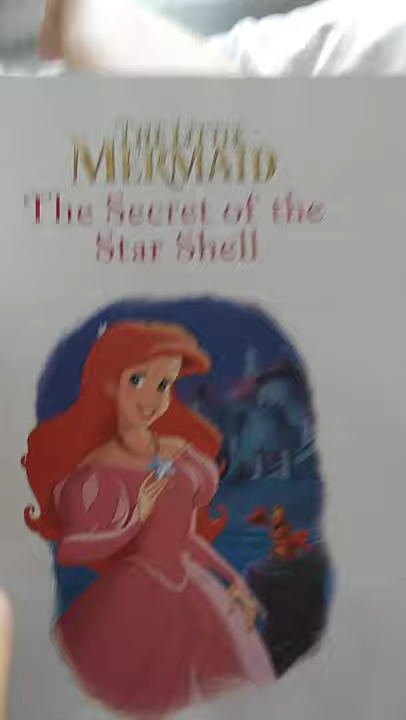 THE LITTLE
MERMAID
The Secret of the
Star Shell